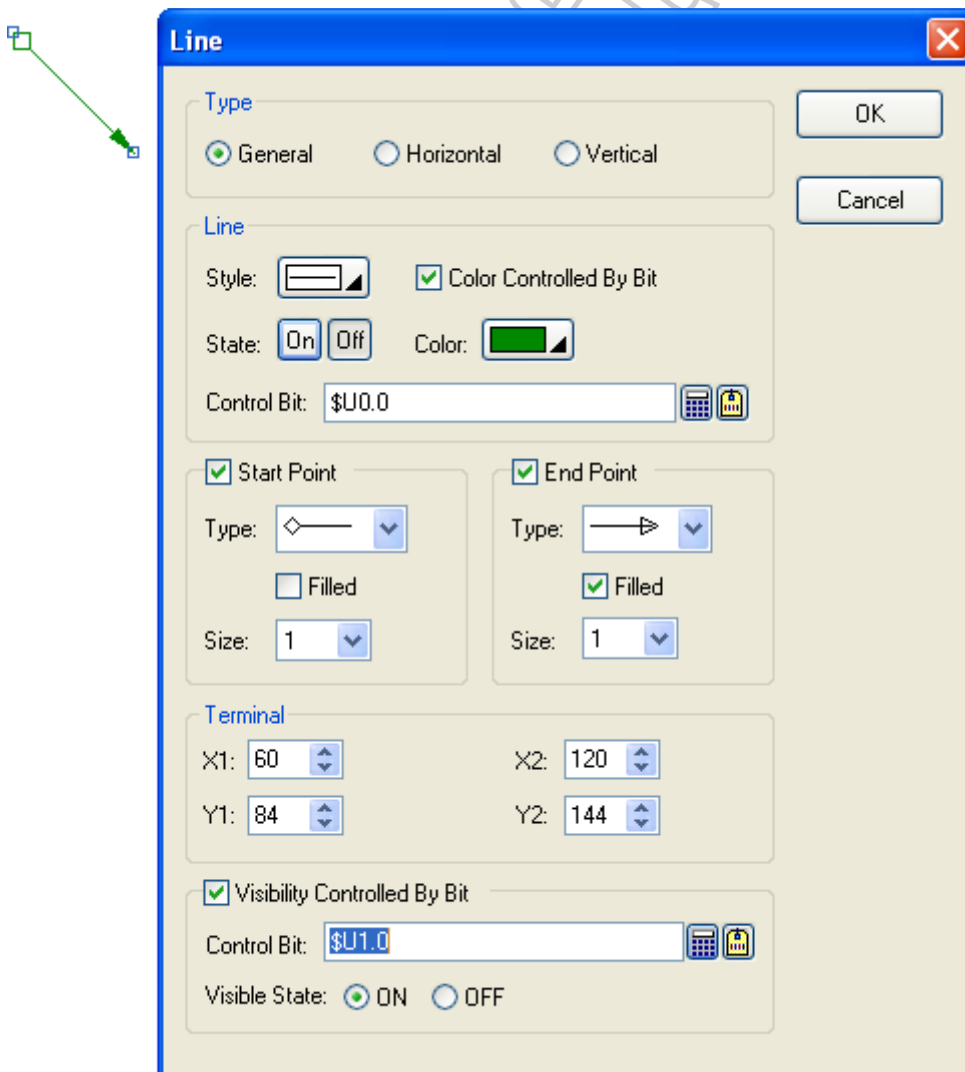 Line
Type
OK
General Horizontal Vertical
Cancel
Line
Style: Color Controlled By Bit
State: On Off Color:
Control Bit: $U0.0
Start Point End Point
Type: Type:
Filled Filled
Size: 1 Size: 1
Terminal
X1: 60 X2: 120
Y1: 84 Y2: 144
Visibility Controlled By Bit
Control Bit: $U1.0
Visible State: ON OFF